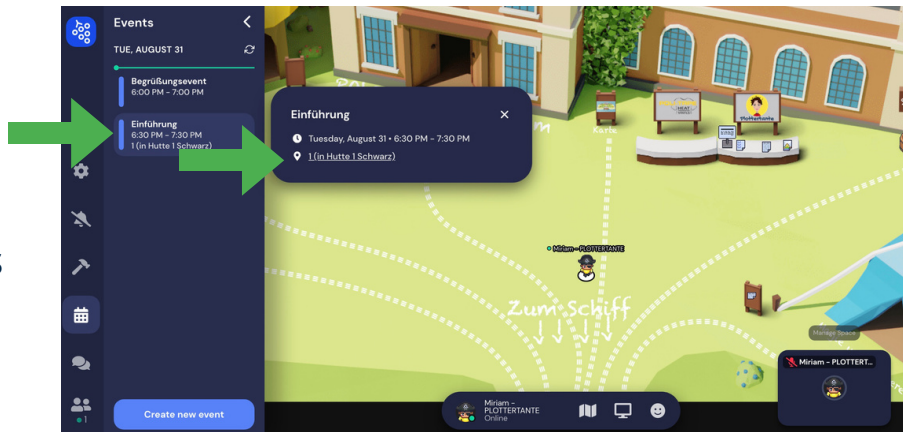 Events
TUE, AUGUST 31
Begrüßungsevent
6:00 PM - 7:00 PM
Einführung
6:30 PM - 7:30 PM
1 (in Hutte 1 Schwarz)
Create new event
1
Einführung
Tuesday, August 31 • 6:30 PM - 7:30 PM
1 (in Hutte 1 Schwarz)
Karte
Plottertante
Miriam - PLOTTERTANTE
Zum Schiff
Manage Space
Miriam - PLOTTERT...
Miriam -
PLOTTERTANTE
Online